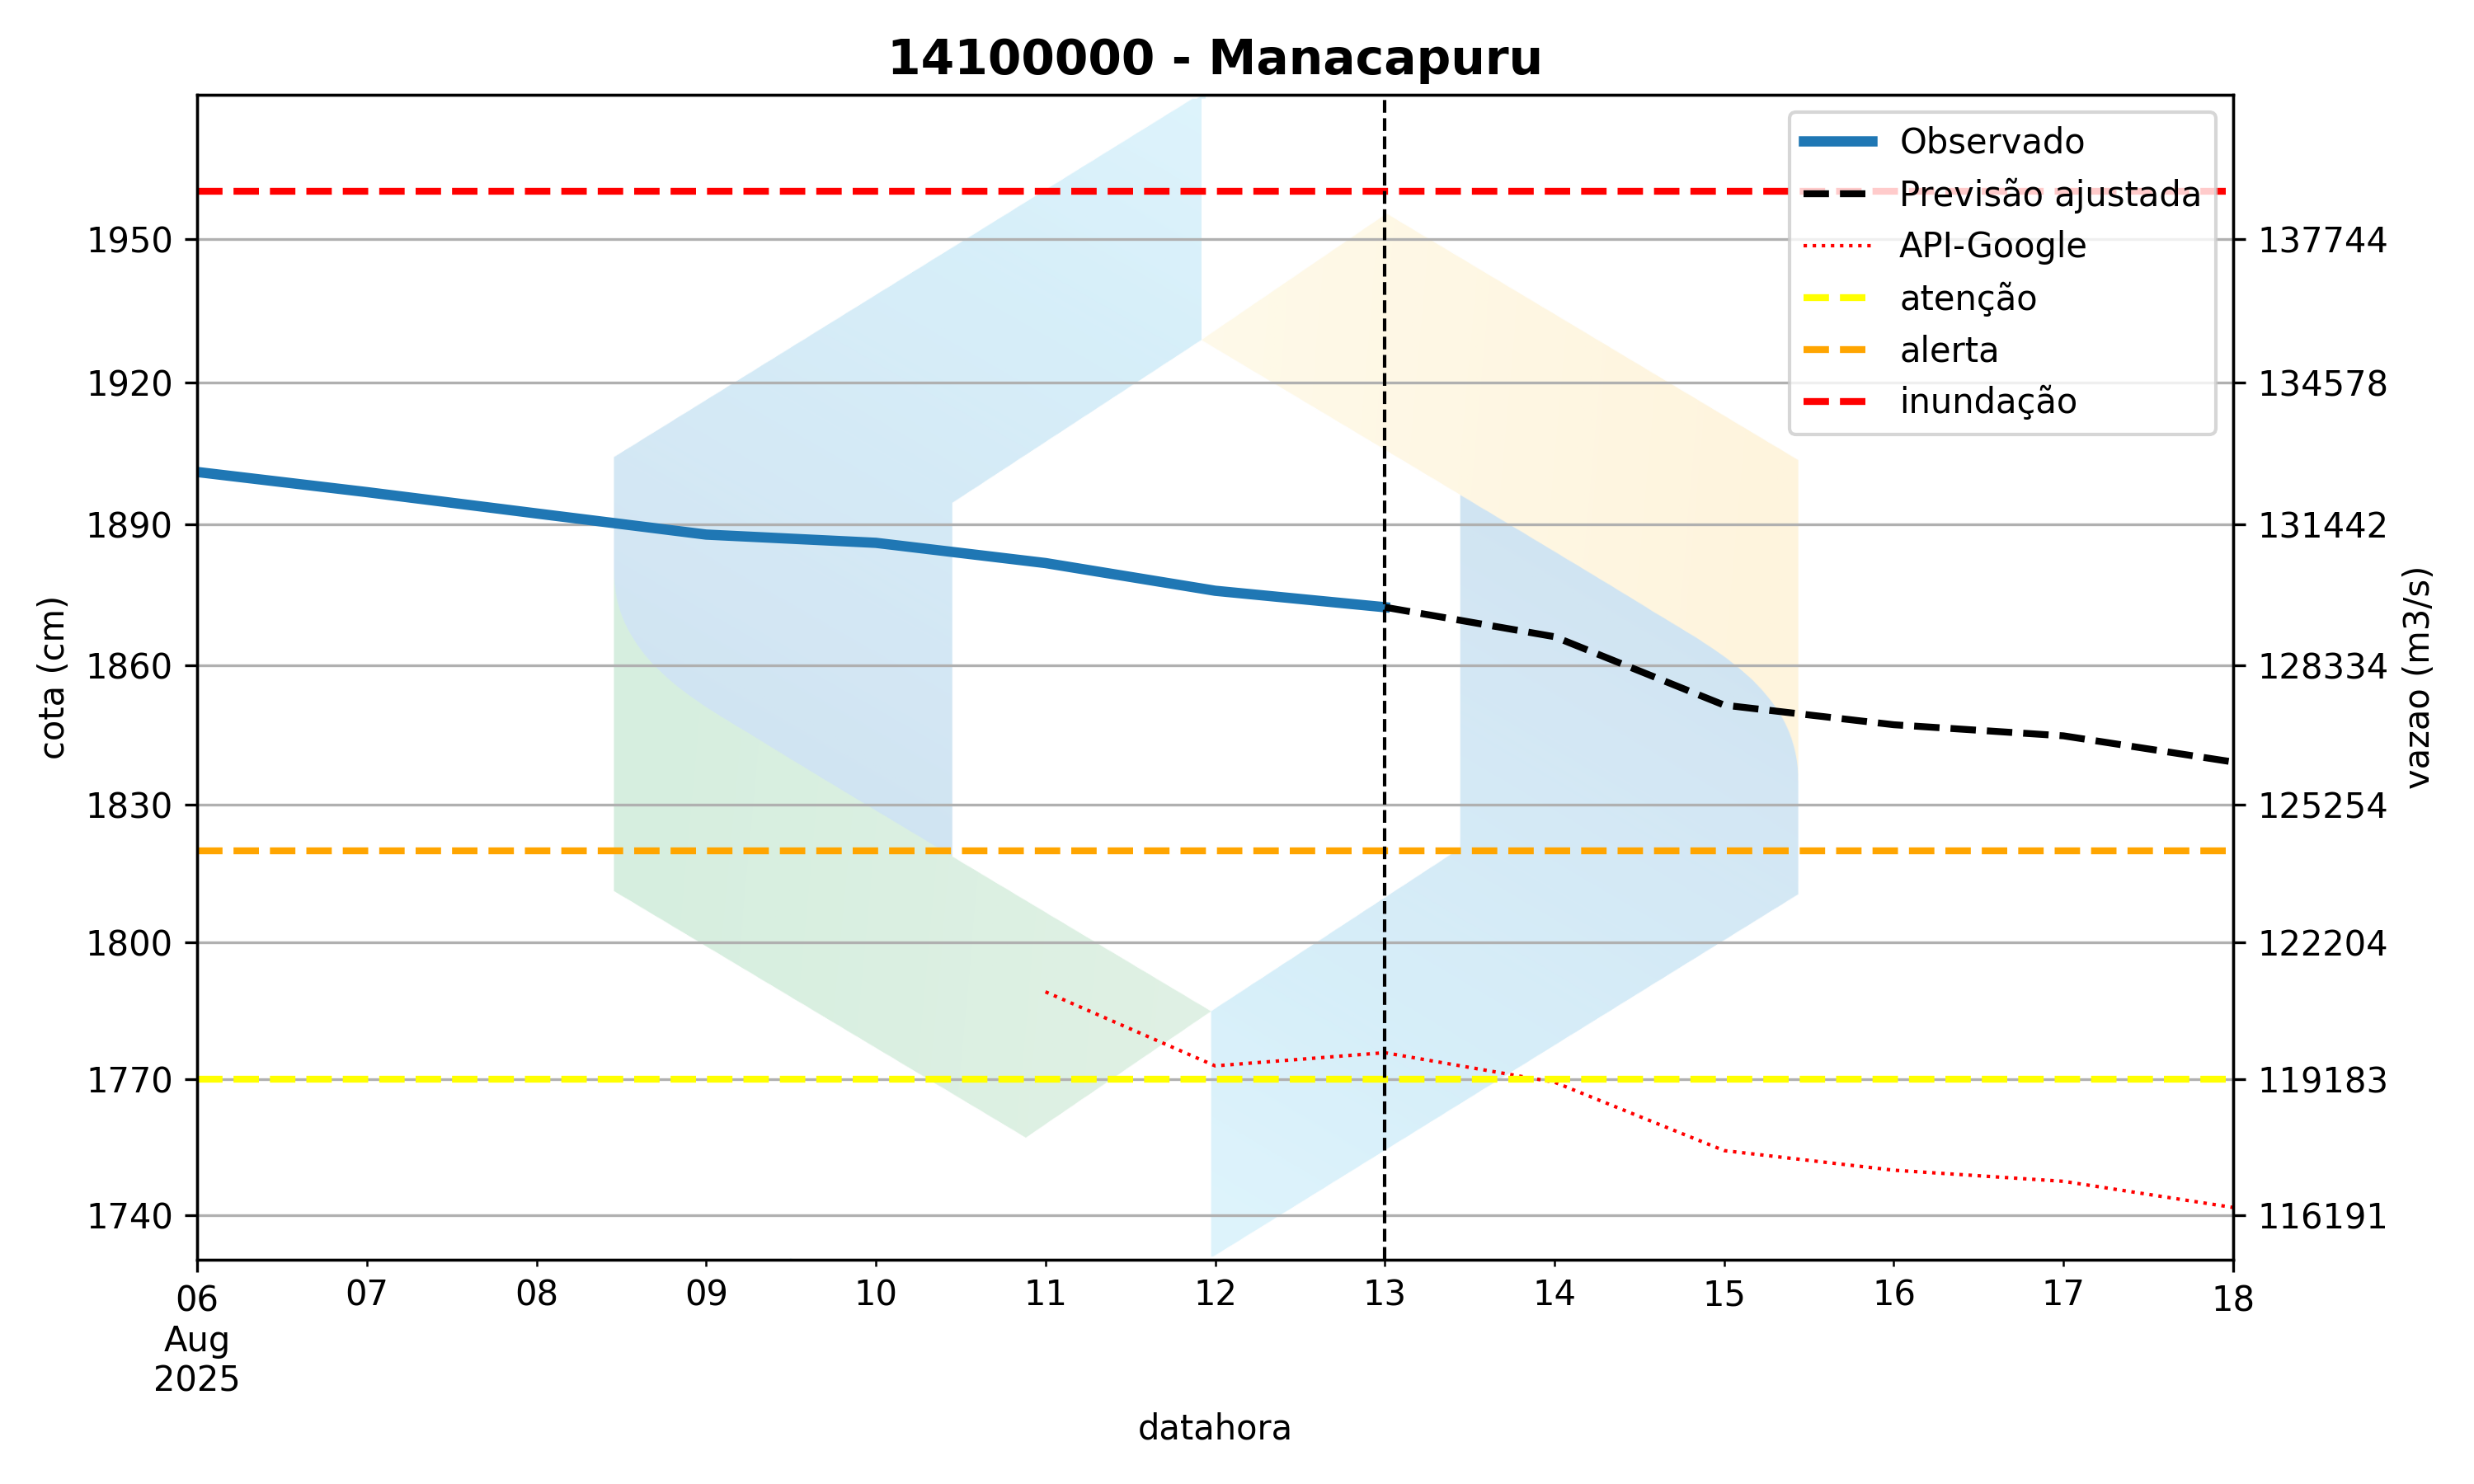 14100000 - Manacapuru
Observado
Previsão ajustada
API-Google
atenção
alerta
inundação
cota (cm)
1950
1920
1890
1860
1830
1800
1770
1740
137744
134578
131442
128334
125254
122204
119183
116191
vazao (m3/s)
06 07 08 09 10 11 12 13 14 15 16 17 18
Aug
2025
datahora